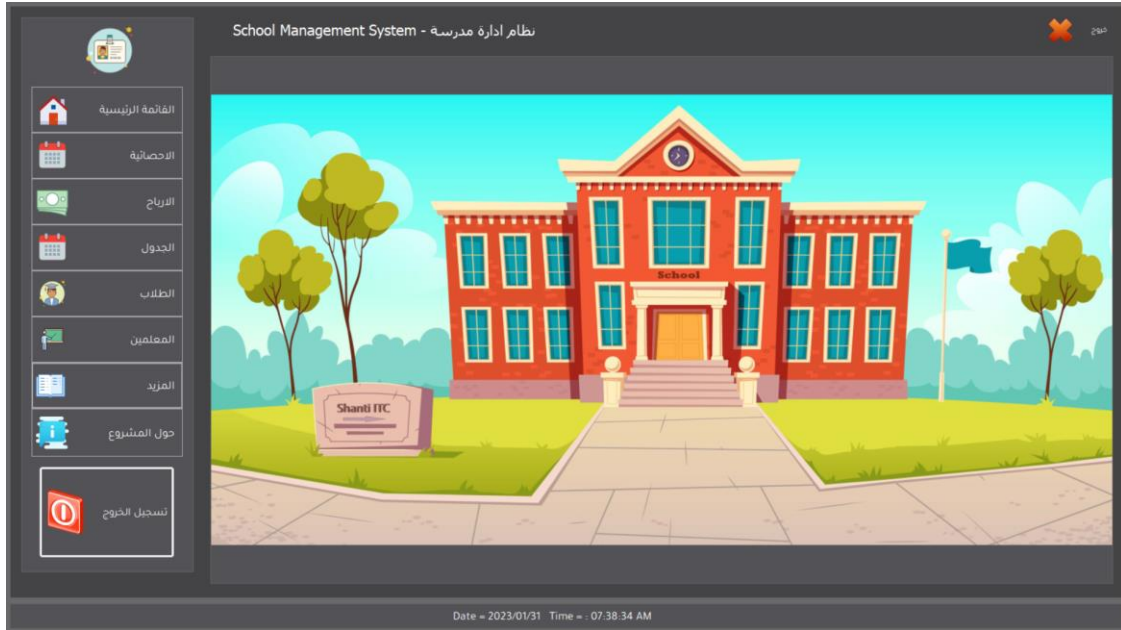 School Management System - نظام ادارة مدرسة
خروج
القائمة الرئيسية
الاحصائية
الارباح
الجدول
الطلاب
المعلمين
المزيد
حول المشروع
تسجيل الخروج
School
Shanti ITC
Date = 2023/01/31 Time = : 07:38:34 AM